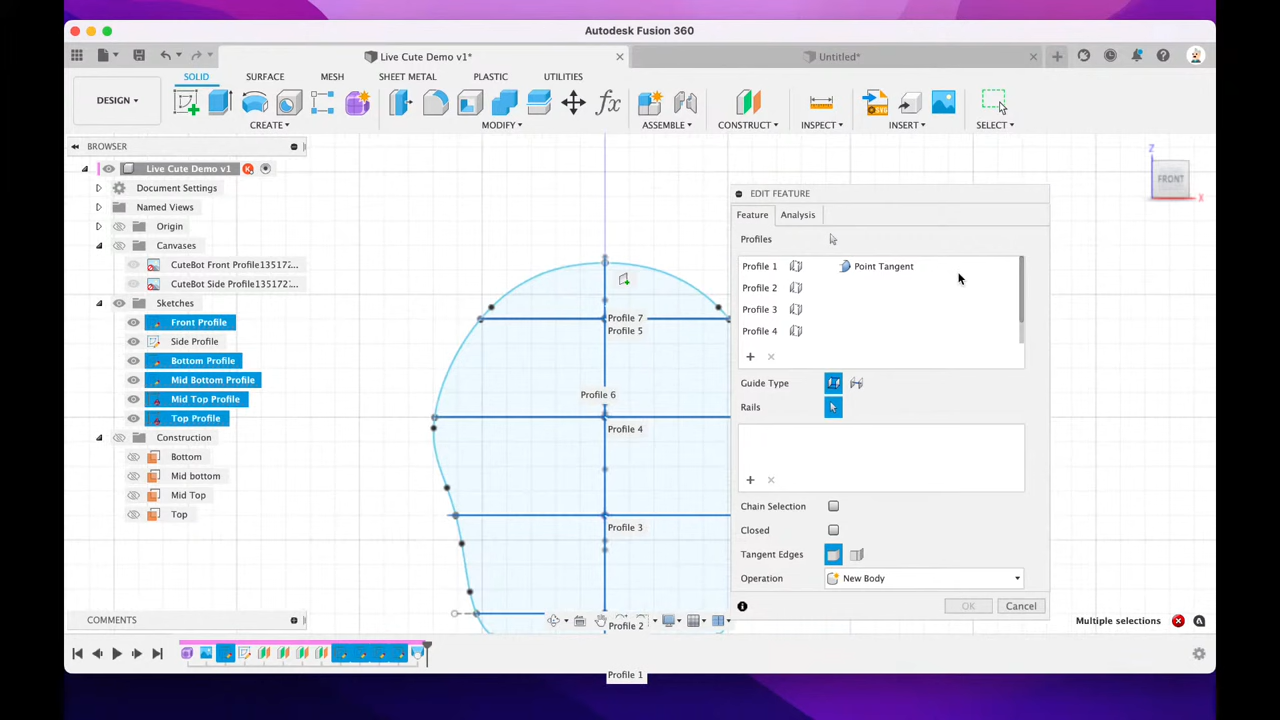 Autodesk Fusion 360
Live Cute Demo v1*
Untitled*
SOLID SURFACE MESH SHEET METAL PLASTIC UTILITIES
DESIGN
CREATE MODIFY ASSEMBLE CONSTRUCT INSPECT INSERT SELECT
BROWSER
Live Cute Demo v1 K
Document Settings
Named Views
Origin
Canvases
CuteBot Front Profile135172...
CuteBot Side Profile1351721...
Sketches
Front Profile
Side Profile
Bottom Profile
Mid Bottom Profile
Mid Top Profile
Top Profile
Construction
Bottom
Mid bottom
Mid Top
Top
Profile 7
Profile 5
Profile 6
Profile 4
Profile 3
Profile 2
Profile 1
Z
FRONT
X
EDIT FEATURE
Feature Analysis
Profiles
Profile 1 Point Tangent
Profile 2
Profile 3
Profile 4
Guide Type
Rails
Chain Selection
Closed
Tangent Edges
Operation New Body
OK Cancel
COMMENTS
Multiple selections